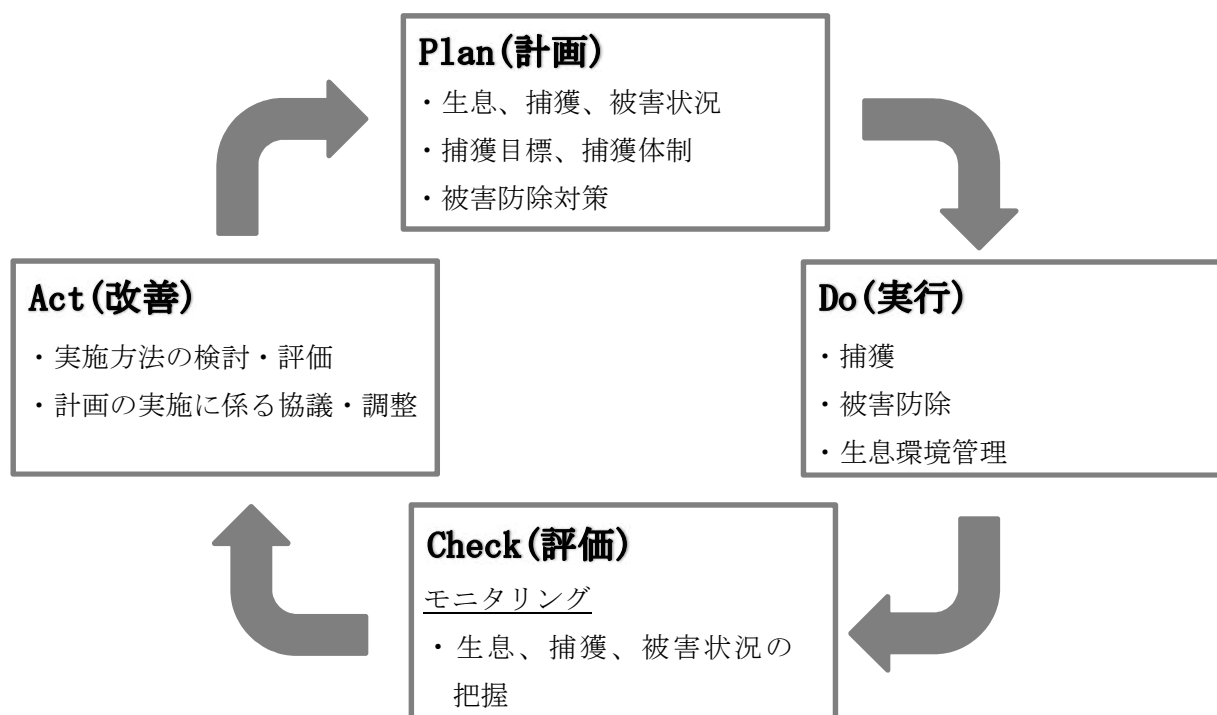 Plan(計画)
・生息、捕獲、被害状況
・捕獲目標、捕獲体制
・被害防除対策
Act(改善)
・実施方法の検討・評価
・計画の実施に係る協議・調整
Do(実行)
・捕獲
・被害防除
・生息環境管理
Check(評価)
モニタリング
・生息、捕獲、被害状況の
把握